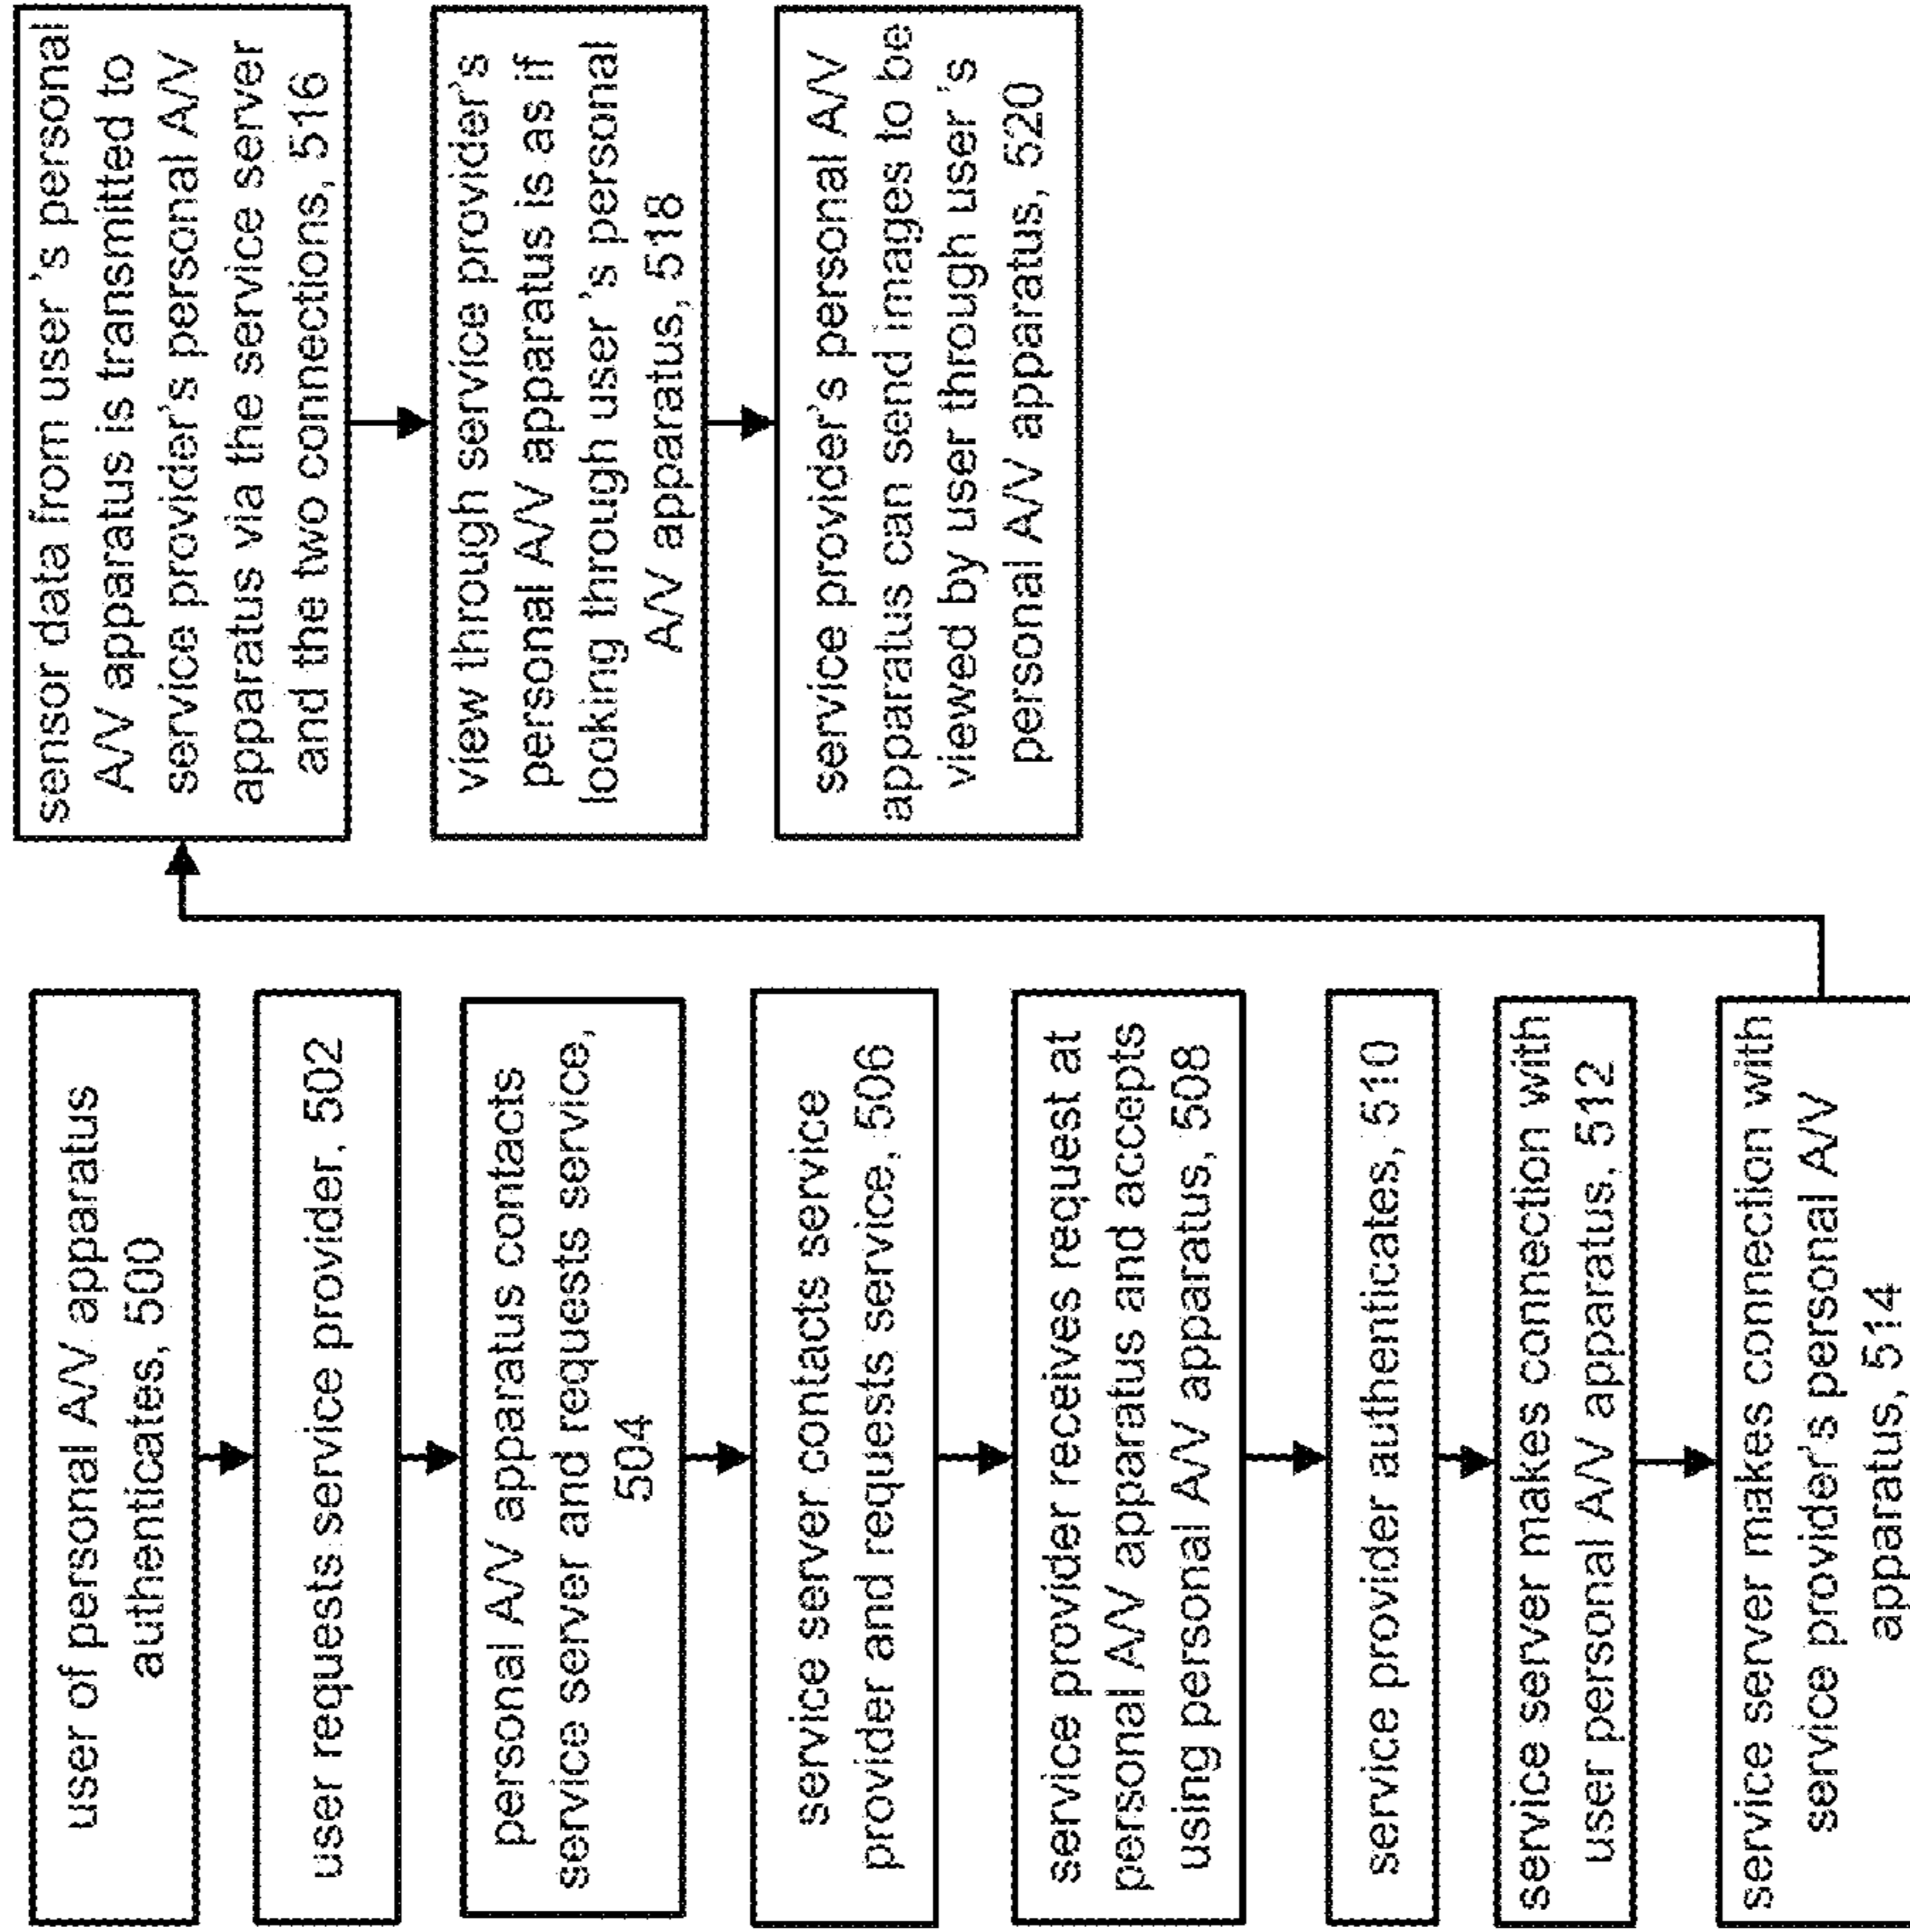 user of personal A/V apparatus
authenticates, 500
user requests service provider, 502
personal A/V apparatus contacts
service server and requests service,
504
service server contacts service
provider and requests service, 506
service provider receives request at
personal A/V apparatus and accepts
using personal A/V apparatus, 508
service provider authenticates, 510
service server makes connection with
user personal A/V apparatus, 512
service server makes connection with
service provider's personal A/V
apparatus, 514
sensor data from user's personal
A/V apparatus is transmitted to
service provider's personal A/V
apparatus via the service server
and the two connections, 516
view through service provider's
personal A/V apparatus is as if
looking through user's personal
A/V apparatus, 518
service provider's personal A/V
apparatus can send images to be
viewed by user through user's
personal A/V apparatus, 520